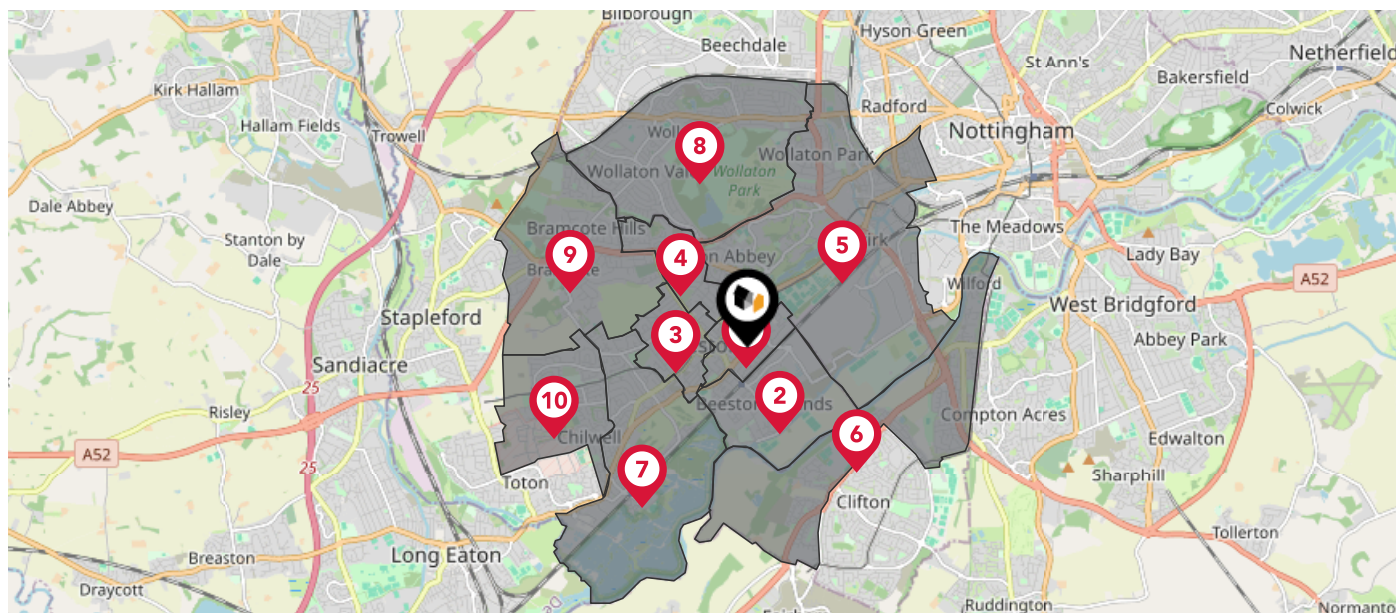 Bilborough
Hyson Green
Beechdale
Netherfield
St Ann's
Bakersfield
Kirk Hallam
Radford
Colwick
Hallam Fields
Trowell
Nottingham
8
Wollaton Park
Wollaton
Park
Dale Abbey
Bramcote Hills
The Meadows
Stanton by
Dale
5
Lady Bay
9
4
A52
Wilford
West Bridgford
Stapleford
3
Abbey Park
Sandiacre
25
Risley
10
2
Compton Acres
Chilwell
6
Edwalton
A52
25
7
Sharphill
Toton
Clifton
Tollerton
Long Eaton
Breaston
Draycott
Ruddington